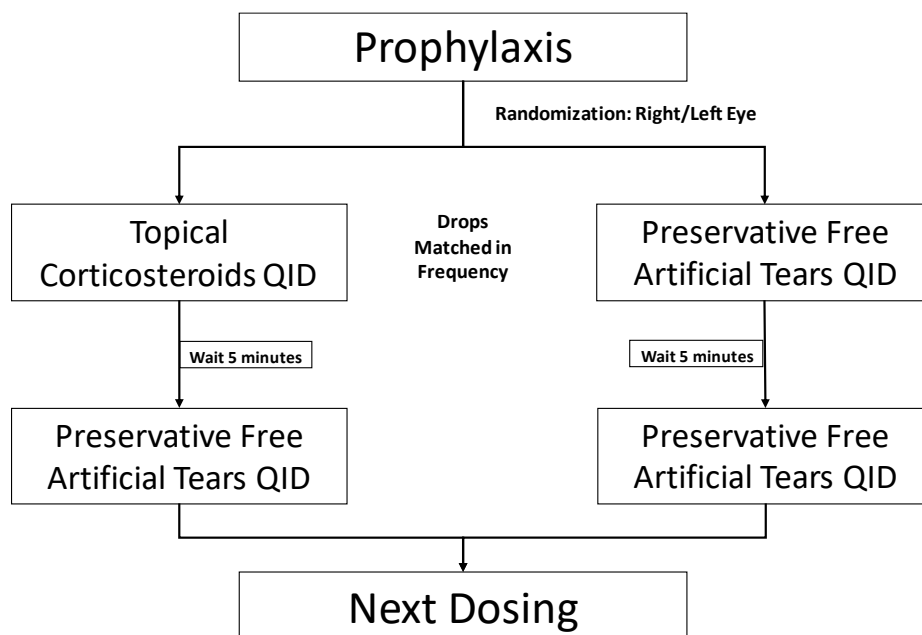 Prophylaxis
Randomization: Right/Left Eye
Topical
Corticosteroids QID
Drops
Matched in
Frequency
Preservative Free
Artificial Tears QID
Wait 5 minutes
Wait 5 minutes
Preservative Free
Artificial Tears QID
Preservative Free
Artificial Tears QID
Next Dosing